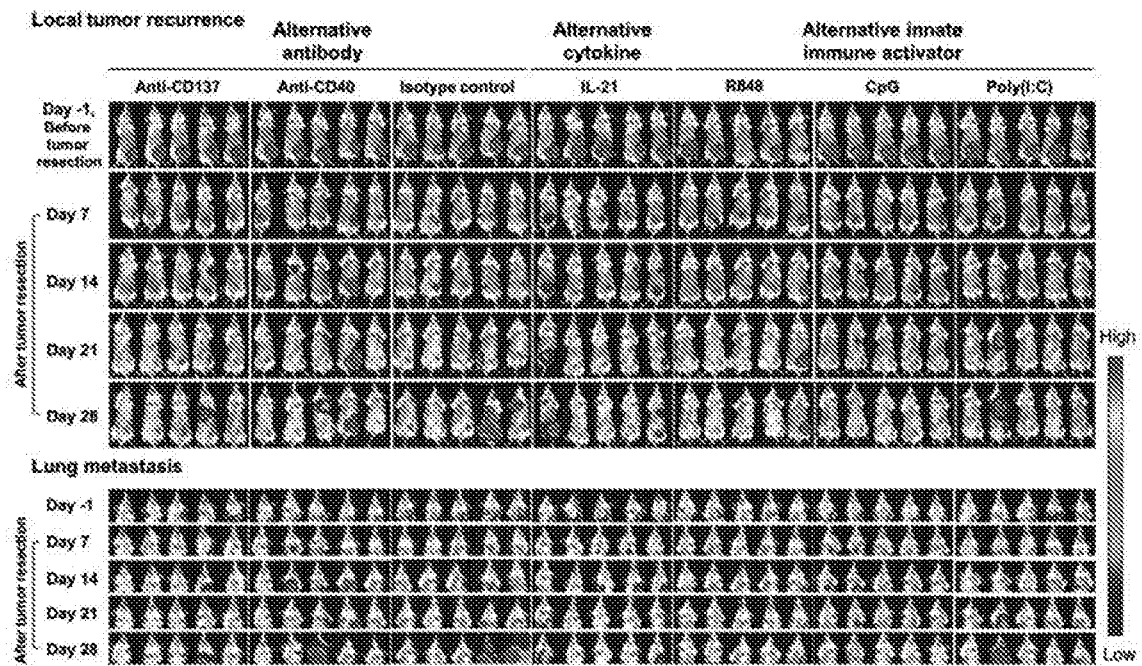 Local tumor recurrence
Alternative antibody
Alternative cytokine
Alternative innate immune activator
Anti-CD137
Anti-CD40
Isotype control
IL-21
R848
CpG
Poly(I:C)
Day -1,
Before
tumor
resection
After tumor resection
Day 7
Day 14
Day 21
Day 28
High
Low
Lung metastasis
After tumor resection
Day -1
Day 7
Day 14
Day 21
Day 28